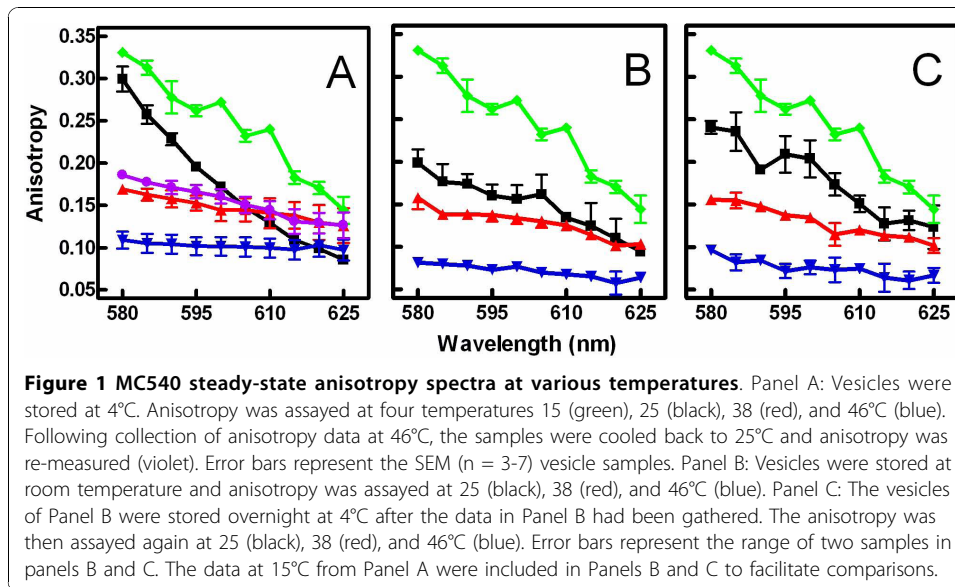 A
B
C
0.35
0.30
0.25
0.20
0.15
0.10
0.05
Anisotropy
580 595 610 625
580 595 610 625
580 595 610 625
Wavelength (nm)
Figure 1 MC540 steady-state anisotropy spectra at various temperatures. Panel A: Vesicles were
stored at 4°C. Anisotropy was assayed at four temperatures 15 (green), 25 (black), 38 (red), and 46°C (blue).
Following collection of anisotropy data at 46°C, the samples were cooled back to 25°C and anisotropy was
re-measured (violet). Error bars represent the SEM (n = 3-7) vesicle samples. Panel B: Vesicles were stored at
room temperature and anisotropy was assayed at 25 (black), 38 (red), and 46°C (blue). Panel C: The vesicles
of Panel B were stored overnight at 4°C after the data in Panel B had been gathered. The anisotropy was
then assayed again at 25 (black), 38 (red), and 46°C (blue). Error bars represent the range of two samples in
panels B and C. The data at 15°C from Panel A were included in Panels B and C to facilitate comparisons.